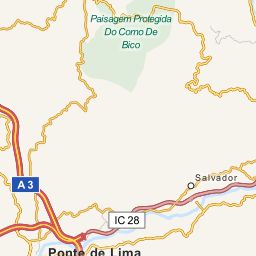 Paisagem Protegida
Do Corno De
Bico
Salvador
A 3
IC 28
Ponte de Lima